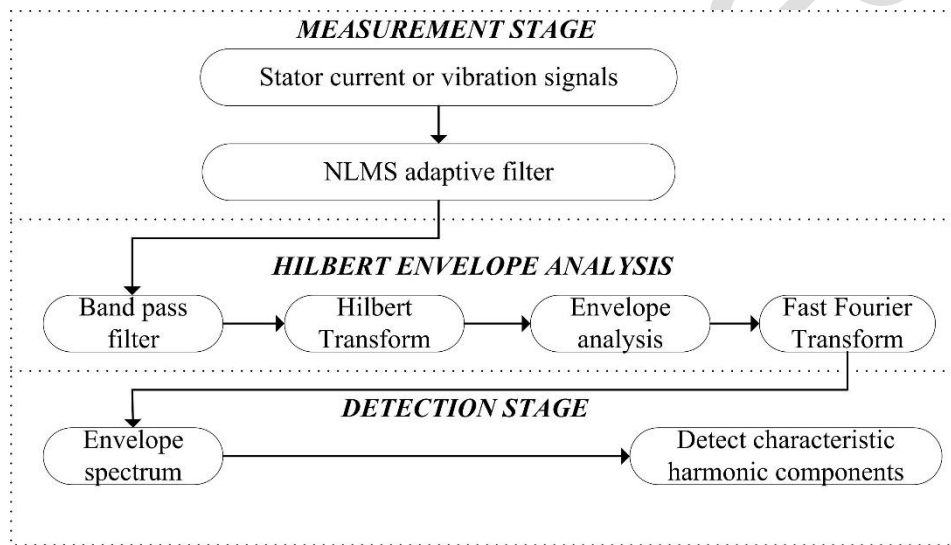 MEASUREMENT STAGE
Stator current or vibration signals
NLMS adaptive filter
HILBERT ENVELOPE ANALYSIS
Band pass
filter
Hilbert
Transform
Envelope
analysis
Fast Fourier
Transform
DETECTION STAGE
Envelope
spectrum
Detect characteristic
harmonic components